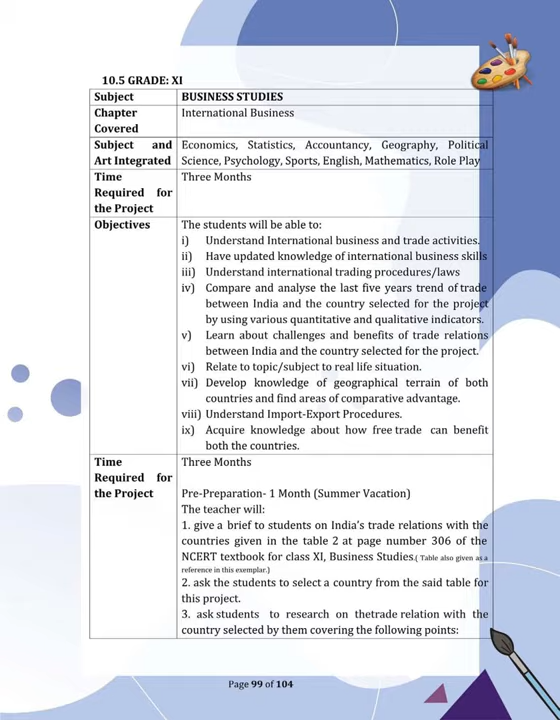 10.5 GRADE: XI
Subject BUSINESS STUDIES
Chapter International Business
Covered
Subject and Economics, Statistics, Accountancy, Geography, Political
Art Integrated Science, Psychology, Sports, English, Mathematics, Role Play
Time Three Months
Required for
the Project
Objectives The students will be able to:
i) Understand International business and trade activities.
ii) Have updated knowledge of international business skills
iii) Understand international trading procedures/laws
iv) Compare and analyse the last five years trend of trade
between India and the country selected for the project
by using various quantitative and qualitative indicators.
v) Learn about challenges and benefits of trade relations
between India and the country selected for the project.
vi) Relate to topic/subject to real life situation.
vii) Develop knowledge of geographical terrain of both
countries and find areas of comparative advantage.
viii) Understand Import-Export Procedures.
ix) Acquire knowledge about how free trade can benefit
both the countries.
Time Three Months
Required for
the Project Pre-Preparation- 1 Month (Summer Vacation)
The teacher will:
1. give a brief to students on India's trade relations with the
countries given in the table 2 at page number 306 of the
NCERT textbook for class XI, Business Studies.( Table also given as a
reference in this exemplar.)
2. ask the students to select a country from the said table for
this project.
3. ask students to research on thetrade relation with the
country selected by them covering the following points:
Page 99 of 104